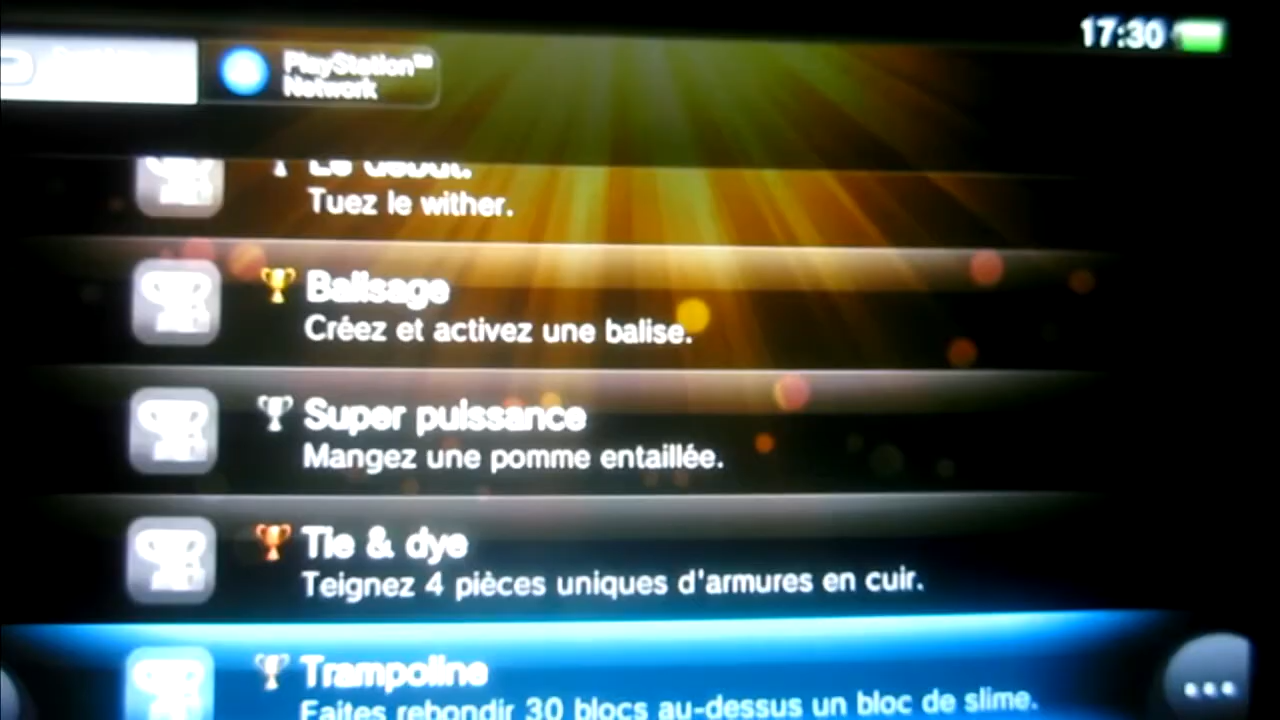 17:30
PlayStation™
Network
Le début.
Tuez le wither.
Balisage
Créez et activez une balise.
Super puissance
Mangez une pomme entaillée.
Tie & dye
Teignez 4 pièces uniques d'armures en cuir.
Trampoline
Faites rebondir 30 blocs au-dessus un bloc de slime.